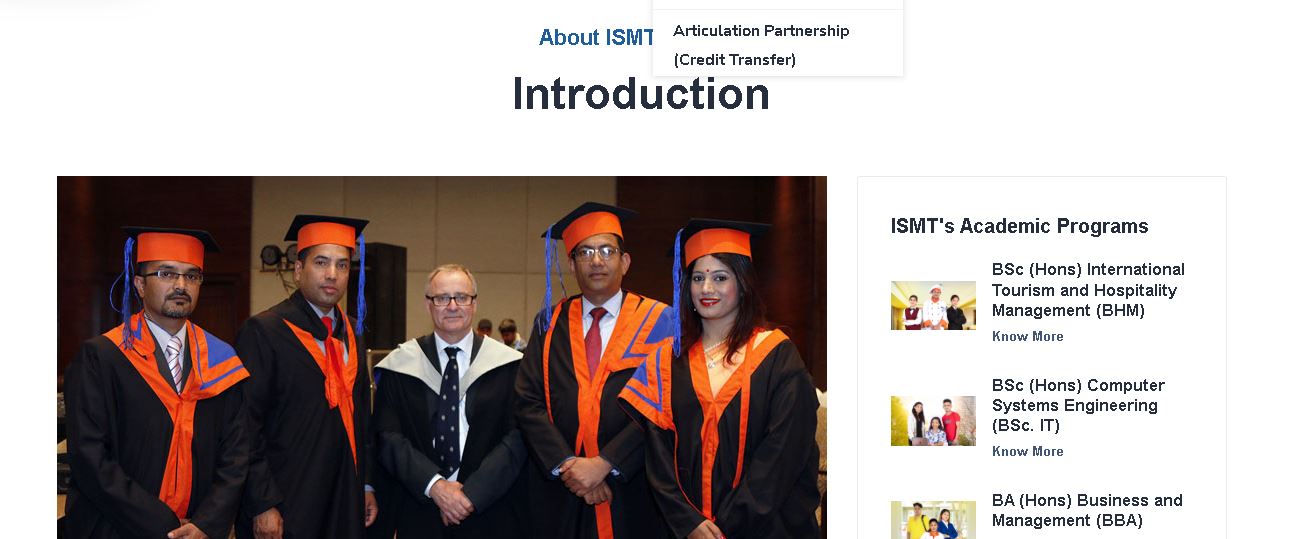 Articulation Partnership
(Credit Transfer)
About ISMT
Introduction
ISMT's Academic Programs
BSc (Hons) International
Tourism and Hospitality
Management (BHM)
Know More
BSc (Hons) Computer
Systems Engineering
(BSc. IT)
Know More
BA (Hons) Business and
Management (BBA)